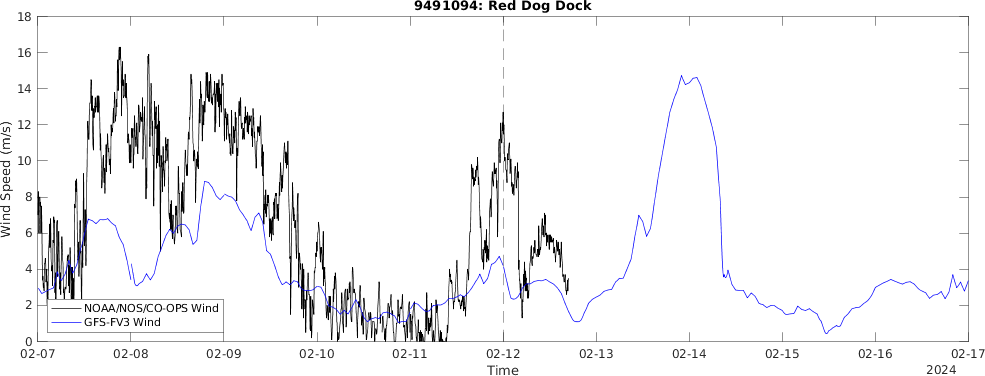 9491094: Red Dog Dock
Wind Speed (m/s)
18
16
14
12
10
8
6
4
2
0
NOAA/NOS/CO-OPS Wind
GFS-FV3 Wind
02-07 02-08 02-09 02-10 02-11 02-12 02-13 02-14 02-15 02-16 02-17
Time
2024